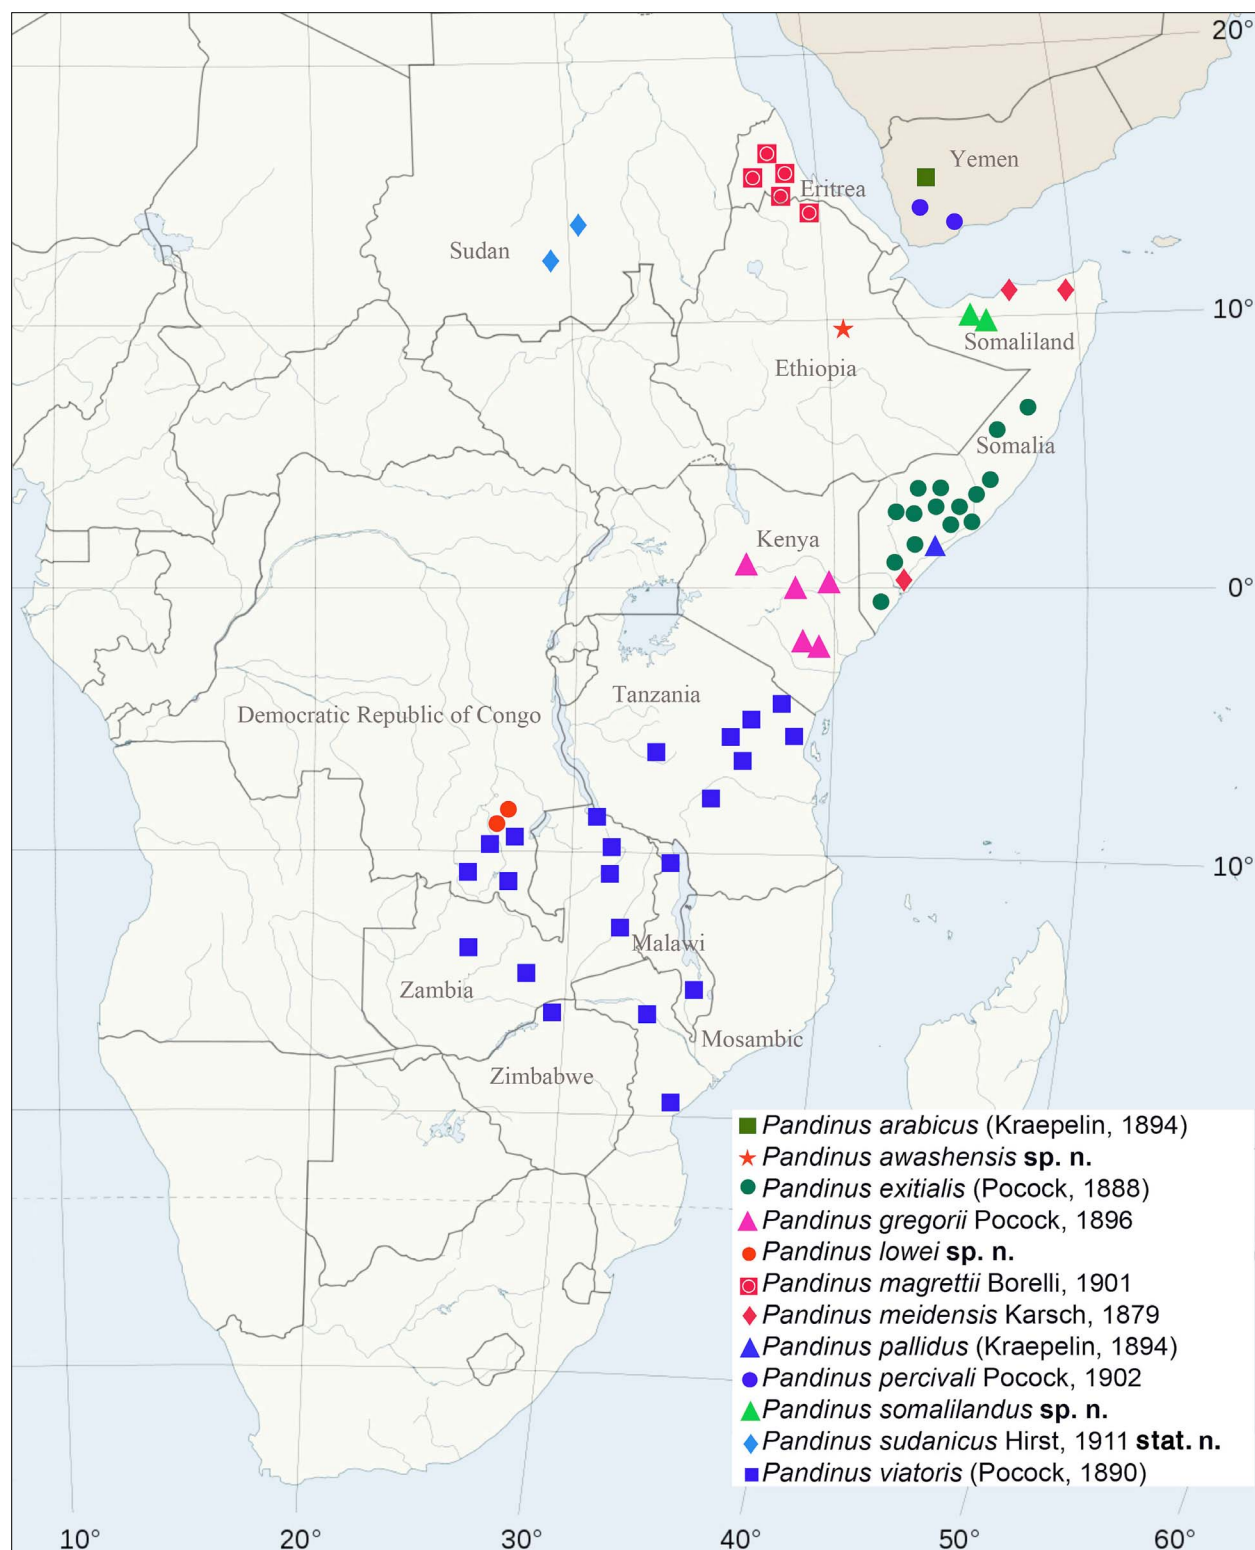 20°
Yemen
Eritrea
Sudan
10°
Somaliland
Ethiopia
Somalia
Kenya
0°
Tanzania
Democratic Republic of Congo
10°
Malawi
Zambia
Mosambic
Zimbabwe
Pandinus arabicus (Kraepelin, 1894)
Pandinus awashensis sp. n.
Pandinus exitialis (Pocock, 1888)
Pandinus gregorii Pocock, 1896
Pandinus lowei sp. n.
Pandinus magrettii Borelli, 1901
Pandinus meidensis Karsch, 1879
Pandinus pallidus (Kraepelin, 1894)
Pandinus percivali Pocock, 1902
Pandinus somalilandus sp. n.
Pandinus sudanicus Hirst, 1911 stat. n.
Pandinus viatoris (Pocock, 1890)
10° 20° 30° 40° 50° 60°